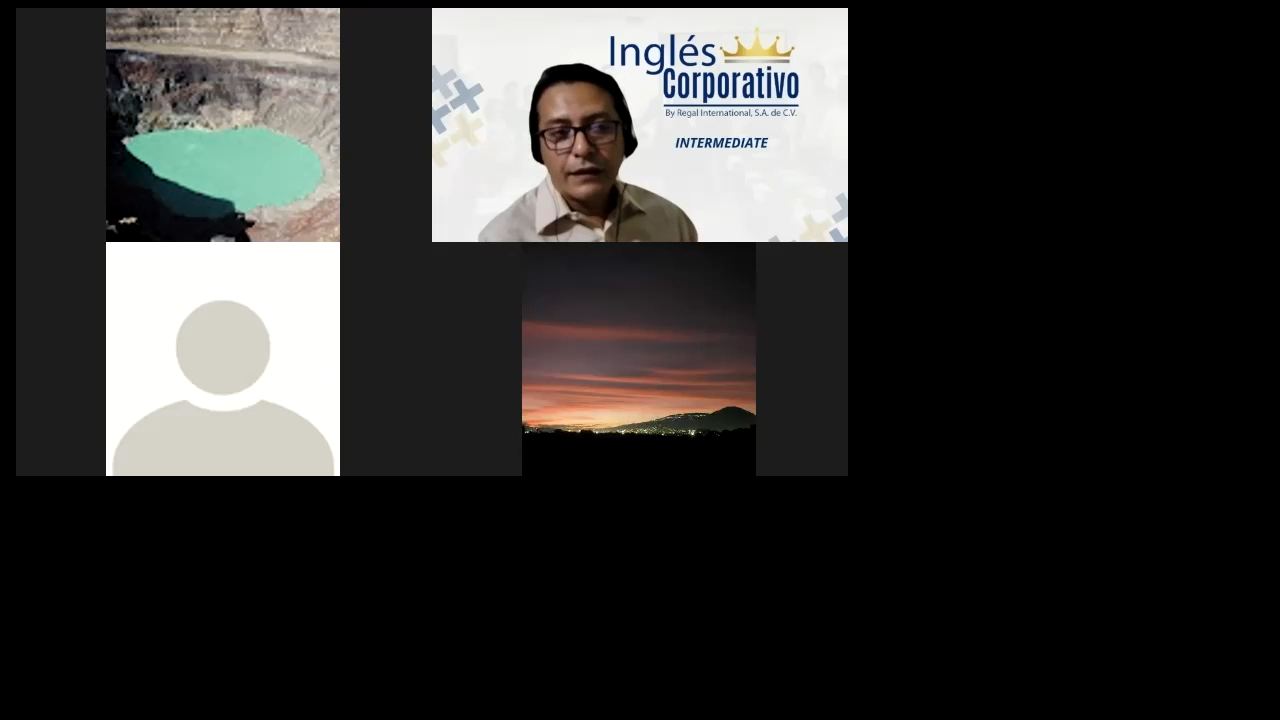 Inglés
Corporativo
By Regal International, S.A. de C.V.
INTERMEDIATE